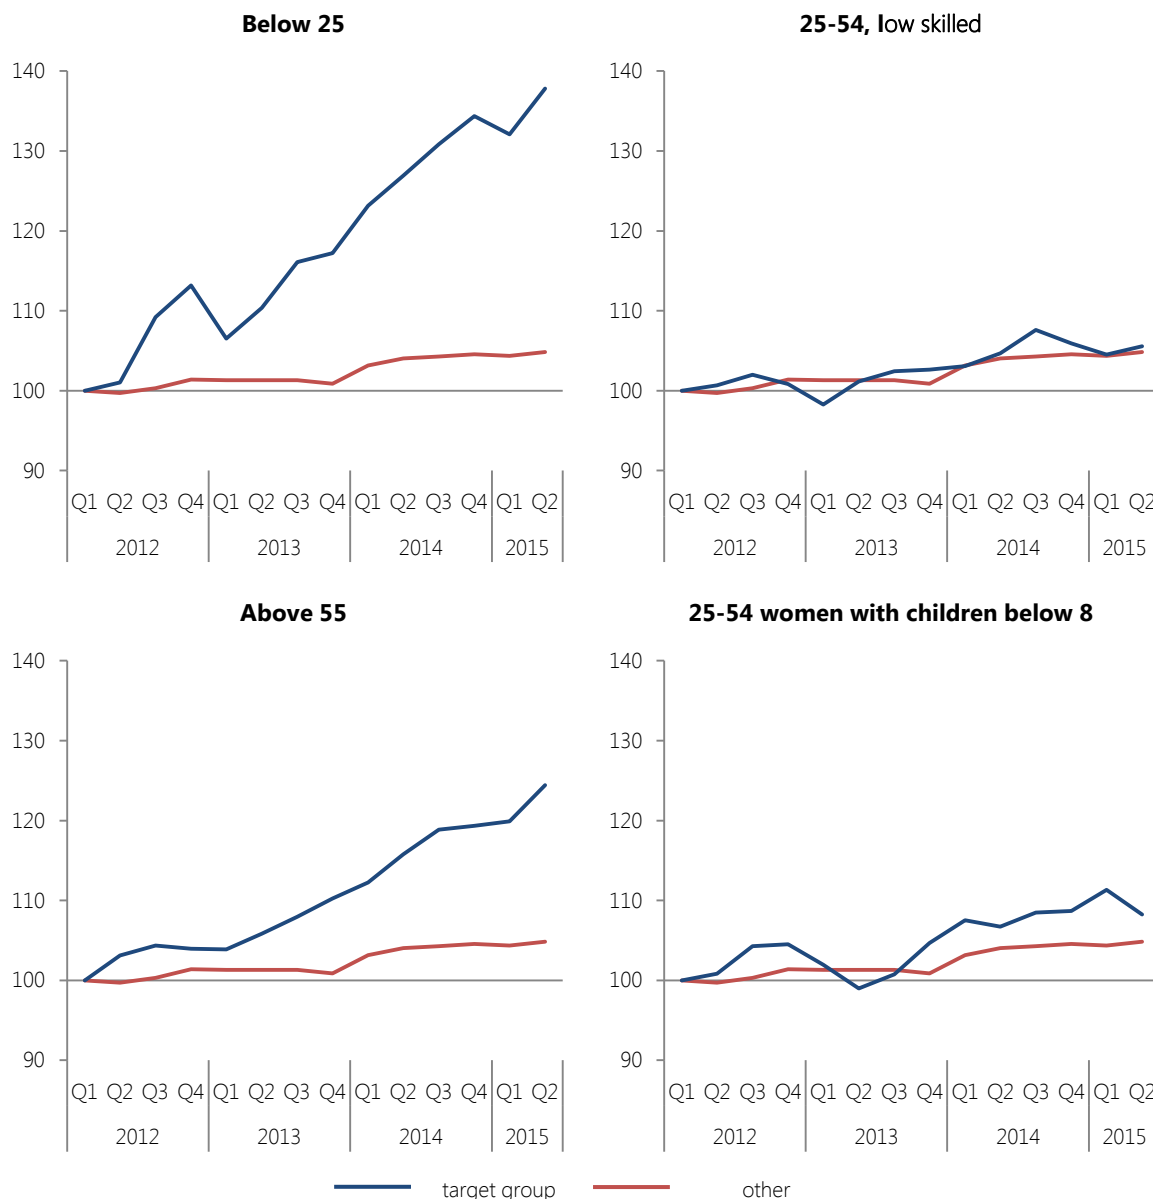 Below 25
25-54, low skilled
140
130
120
110
100
90
Q1 Q2 Q3 Q4 Q1 Q2 Q3 Q4 Q1 Q2 Q3 Q4 Q1 Q2
2012 2013 2014 2015
140
130
120
110
100
90
Q1 Q2 Q3 Q4 Q1 Q2 Q3 Q4 Q1 Q2 Q3 Q4 Q1 Q2
2012 2013 2014 2015
Above 55
25-54 women with children below 8
140
130
120
110
100
90
Q1 Q2 Q3 Q4 Q1 Q2 Q3 Q4 Q1 Q2 Q3 Q4 Q1 Q2
2012 2013 2014 2015
140
130
120
110
100
90
Q1 Q2 Q3 Q4 Q1 Q2 Q3 Q4 Q1 Q2 Q3 Q4 Q1 Q2
2012 2013 2014 2015
target group other